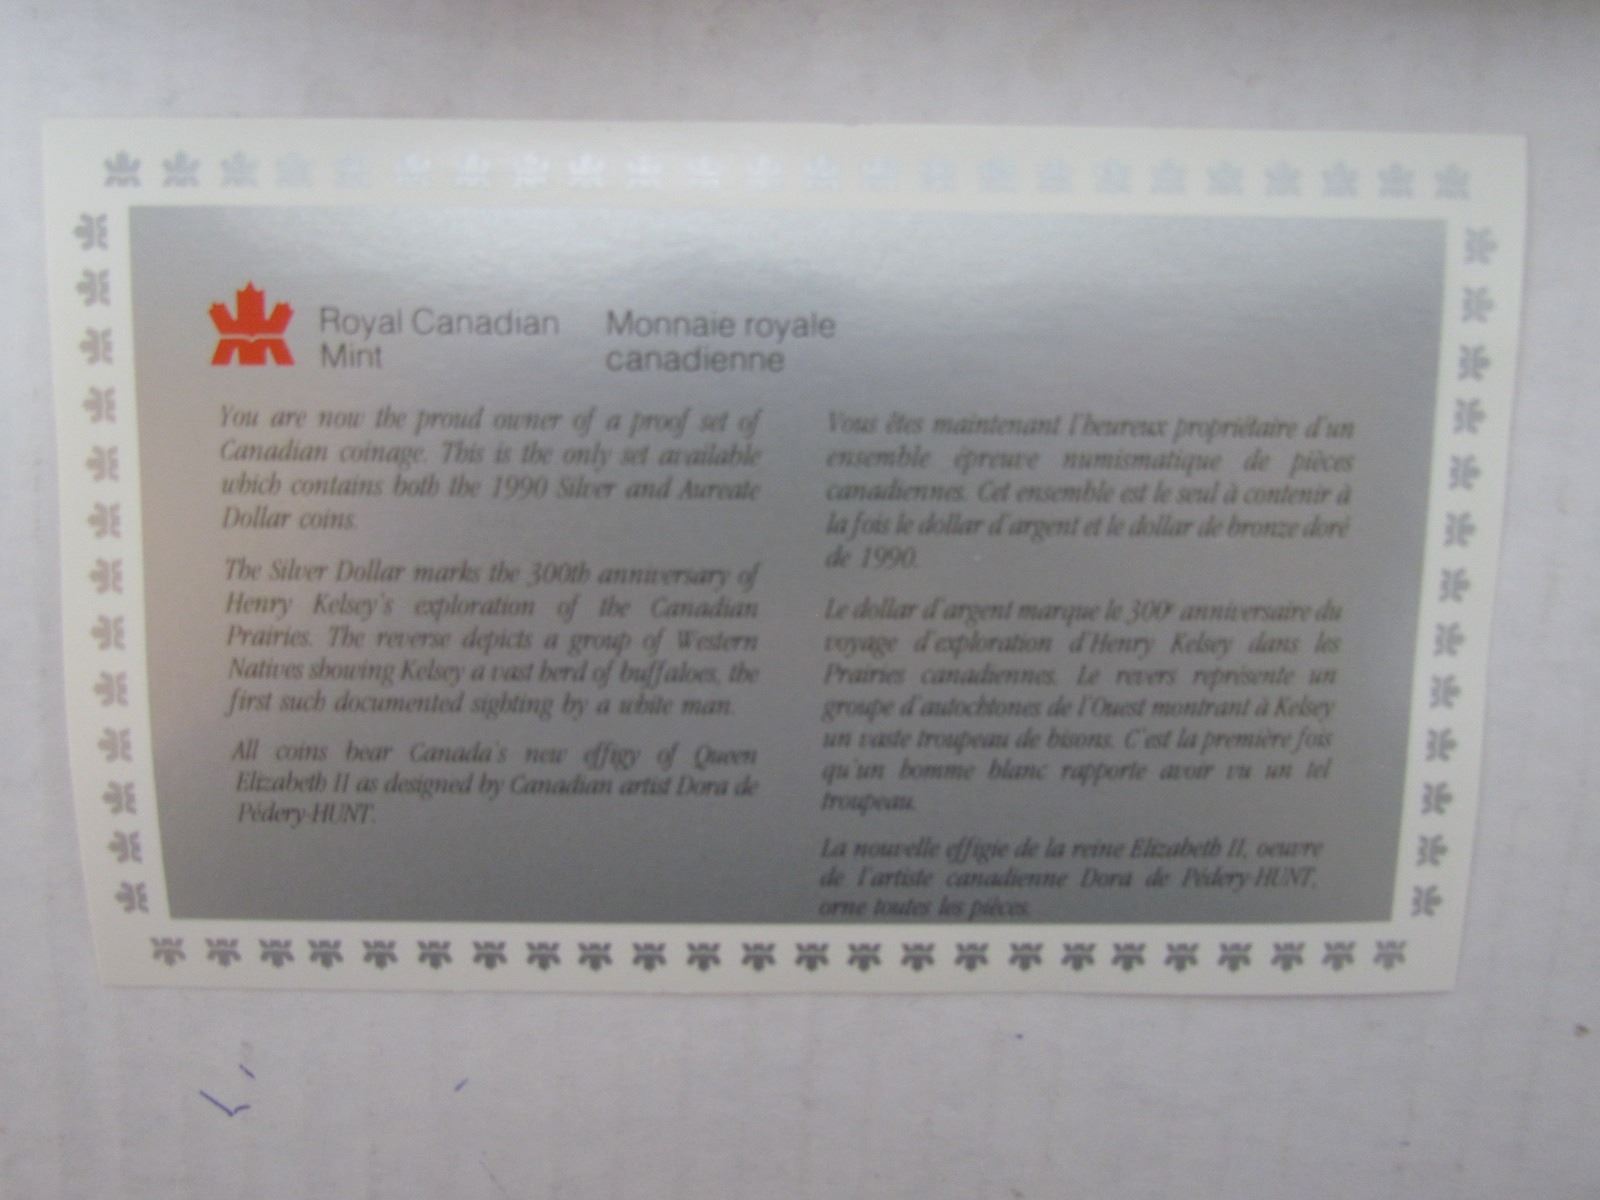 Royal Canadian
Mint
Monnaie royale
canadienne
You are now the proud owner of a proof set of
Canadian coinage. This is the only set available
which contains both the 1990 Silver and Aureate
Dollar coins.
The Silver Dollar marks the 300th anniversary of
Henry Kelsey's exploration of the Canadian
Prairies. The reverse depicts a group of Western
Natives showing Kelsey a vast herd of buffaloes, the
first such documented sighting by a white man.
All coins bear Canada's new effigy of Queen
Elizabeth II as designed by Canadian artist Dora de
Pédery-HUNT.
Vous êtes maintenant l'heureux propriétaire d'un
ensemble épreuve numismatique de pièces
canadiennes. Cet ensemble est le seul à contenir à
la fois le dollar d'argent et le dollar de bronze doré
de 1990.
Le dollar d'argent marque le 300e anniversaire du
voyage d'exploration d'Henry Kelsey dans les
Prairies canadiennes. Le revers représente un
groupe d'autochtones de l'Ouest montrant à Kelsey
un vaste troupeau de bisons. C'est la première fois
qu'un homme blanc rapporte avoir vu un tel
troupeau.
La nouvelle effigie de la reine Elizabeth II, oeuvre
de l'artiste canadienne Dora de Pédery-HUNT,
orne toutes les pièces.